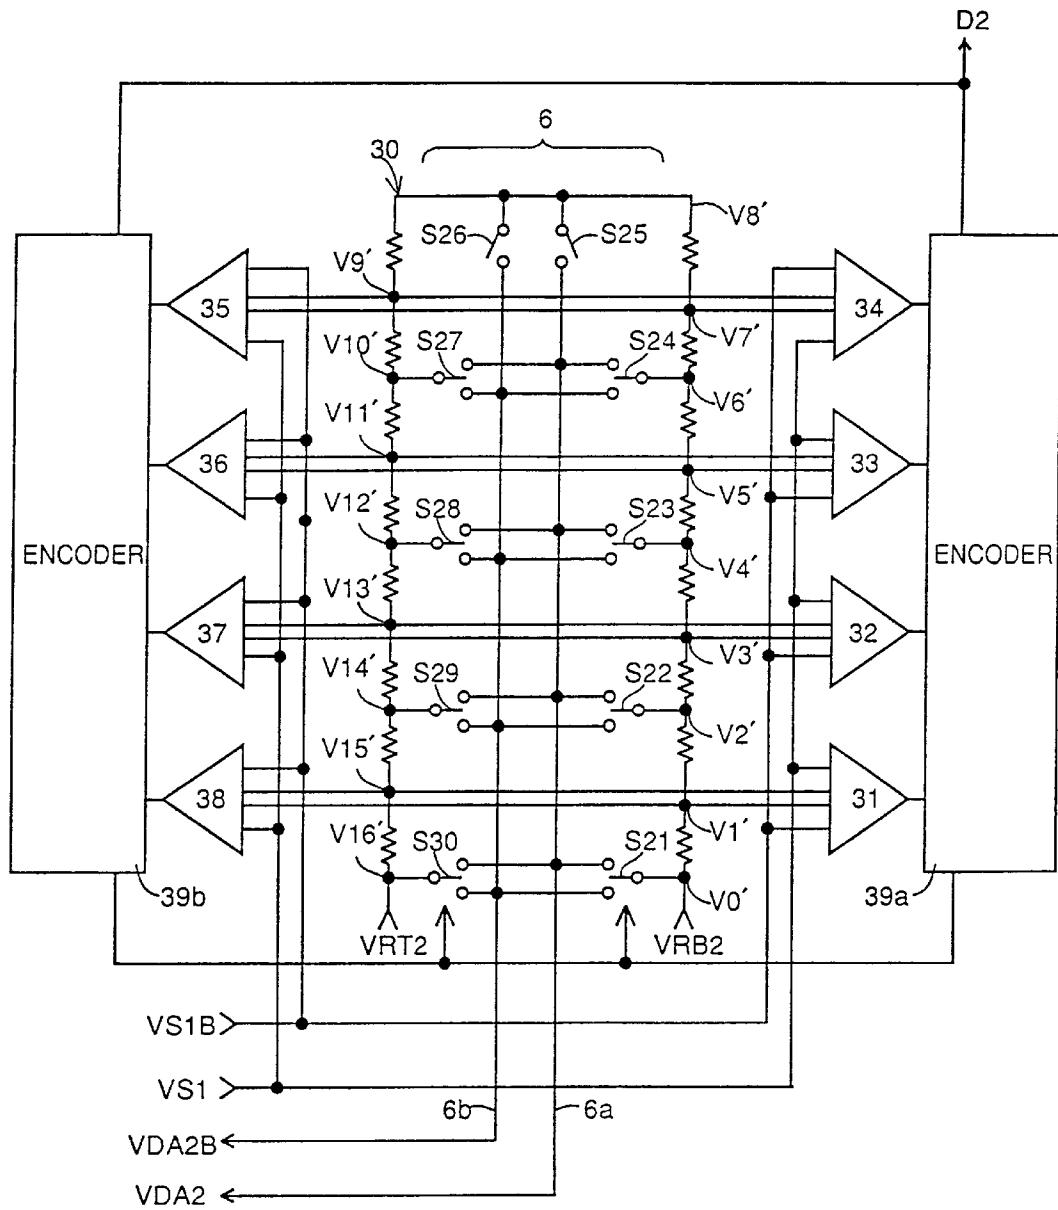 D2
6
30
V8′
S26
S25
V9′
35
34
V10′
S27
S24
V7′
V6′
V11′
36
33
V12′
S28
S23
V5′
ENCODER
ENCODER
V4′
V13′
37
32
V14′
S29
S22
V3′
V2′
V15′
38
31
V16′
S30
S21
V1′
39b
39a
V0′
VRT2
VRB2
VS1B
VS1
6b
6a
VDA2B
VDA2